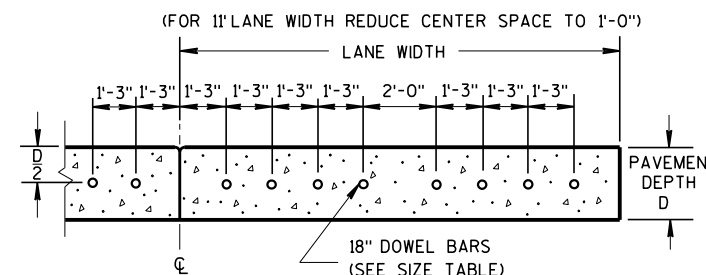 (FOR 11' LANE WIDTH REDUCE CENTER SPACE TO 1'-0")
LANE WIDTH
1'-3" 1'-3" 1'-3" 1'-3" 1'-3" 1'-3" 2'-0" 1'-3" 1'-3" 1'-3"
D
2
PAVEMEN
DEPTH
D
18" DOWEL BARS
(SEE SIZE TABLE)
℄